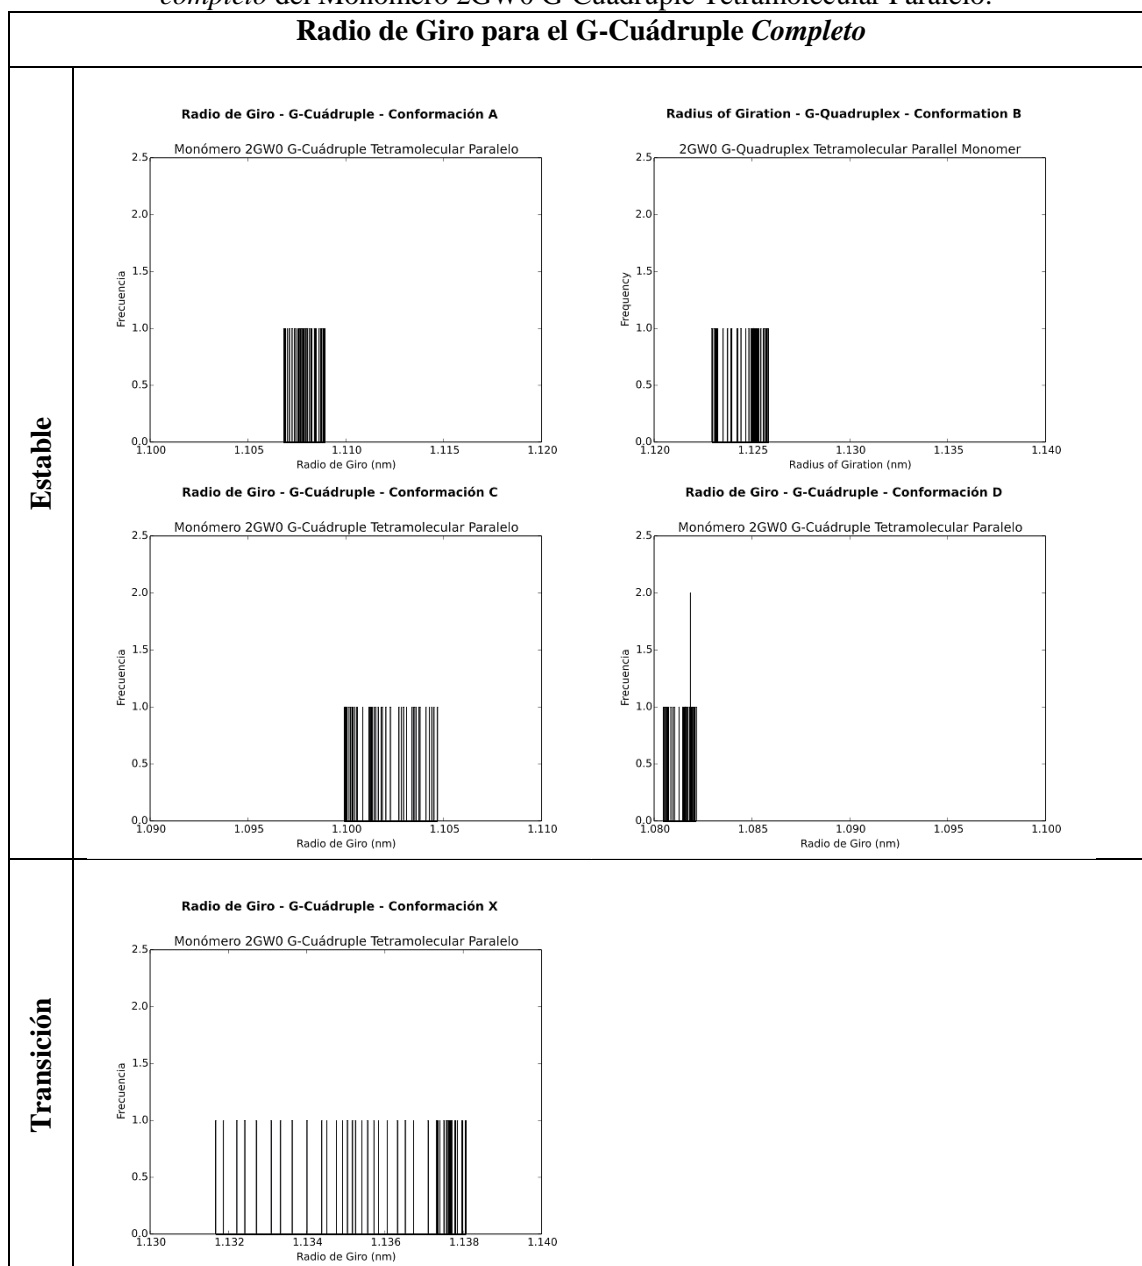 completo del Monómero 2GW0 G-Cuádruple Tetramolecular Paralelo.
Radio de Giro para el G-Cuádruple Completo
Estable
Radio de Giro - G-Cuádruple - Conformación A
Monómero 2GW0 G-Cuádruple Tetramolecular Paralelo
2.5
2.0
1.5
1.0
0.5
0.0
Frecuencia
1.100 1.105 1.110 1.115 1.120
Radio de Giro (nm)
Radius of Giration - G-Quadruplex - Conformation B
2GW0 G-Quadruplex Tetramolecular Parallel Monomer
2.5
2.0
1.5
1.0
0.5
0.0
Frequency
1.120 1.125 1.130 1.135 1.140
Radius of Giration (nm)
Radio de Giro - G-Cuádruple - Conformación C
Monómero 2GW0 G-Cuádruple Tetramolecular Paralelo
2.5
2.0
1.5
1.0
0.5
0.0
Frecuencia
1.090 1.095 1.100 1.105 1.110
Radio de Giro (nm)
Radio de Giro - G-Cuádruple - Conformación D
Monómero 2GW0 G-Cuádruple Tetramolecular Paralelo
2.5
2.0
1.5
1.0
0.5
0.0
Frecuencia
1.080 1.085 1.090 1.095 1.100
Radio de Giro (nm)
Transición
Radio de Giro - G-Cuádruple - Conformación X
Monómero 2GW0 G-Cuádruple Tetramolecular Paralelo
2.5
2.0
1.5
1.0
0.5
0.0
Frecuencia
1.130 1.132 1.134 1.136 1.138 1.140
Radio de Giro (nm)